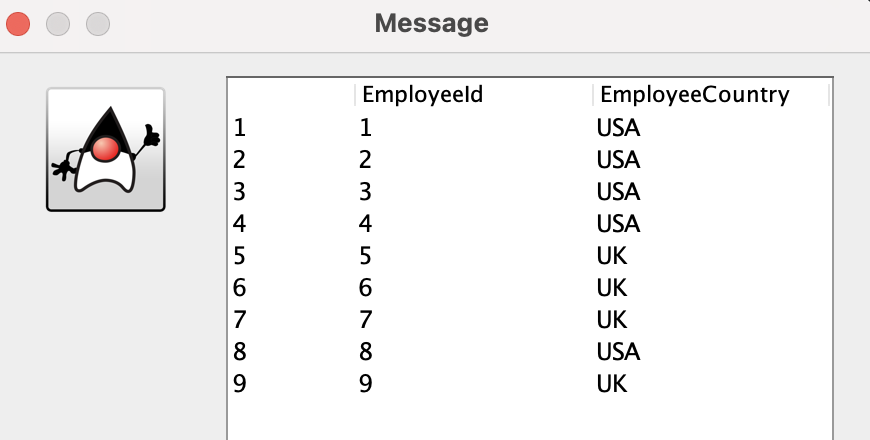 Message
EmployeeId EmployeeCountry
1 1 USA
2 2 USA
3 3 USA
4 4 USA
5 5 UK
6 6 UK
7 7 UK
8 8 USA
9 9 UK